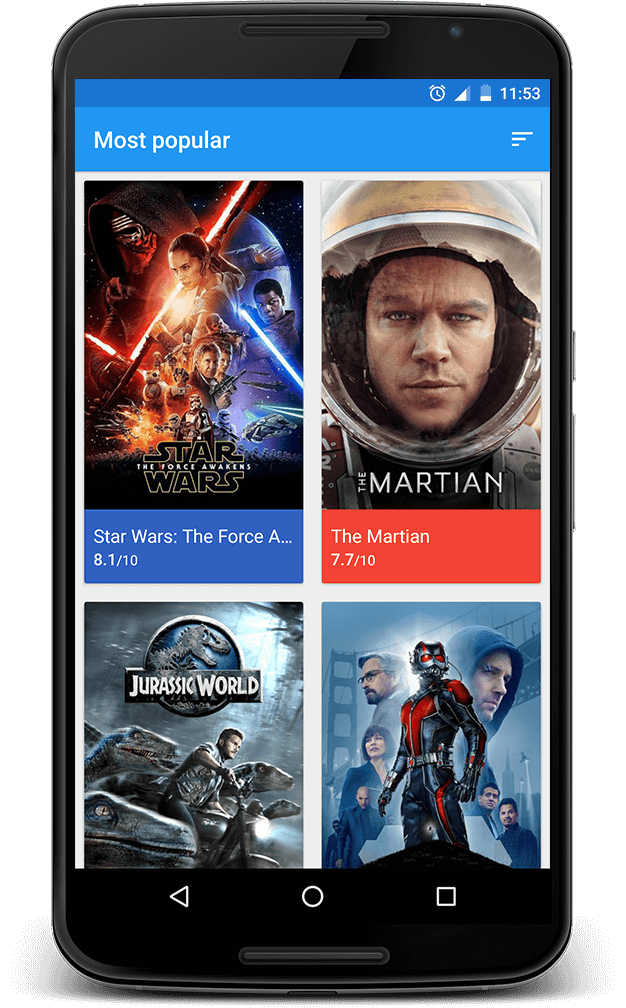 11:53
Most popular
STAR
THE FORCE AWAKENS
WARS
THE MARTIAN
Star Wars: The Force A...
8.1/10
The Martian
7.7/10
JURASSIC WORLD